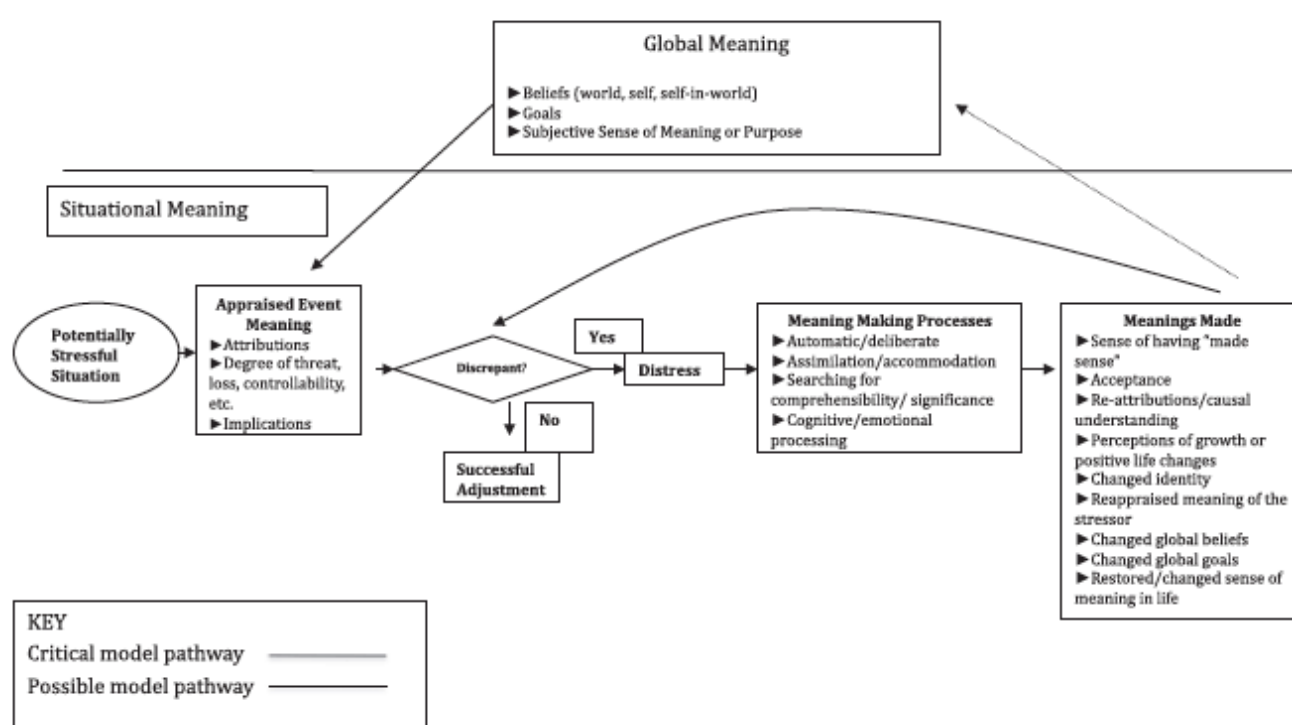 Global Meaning
►Beliefs (world, self, self-in-world)
►Goals
►Subjective Sense of Meaning or Purpose
Situational Meaning
Potentially
Stressful
Situation
Appraised Event
Meaning
►Attributions
►Degree of threat,
loss, controllability,
etc.
►Implications
Discrepant?
Yes
Distress
No
Successful
Adjustment
Meaning Making Processes
►Automatic/deliberate
►Assimilation/accommodation
►Searching for
comprehensibility/ significance
►Cognitive/emotional
processing
Meanings Made
►Sense of having "made
sense"
►Acceptance
►Re-attributions/causal
understanding
►Perceptions of growth or
positive life changes
►Changed identity
►Reappraised meaning of the
stressor
►Changed global beliefs
►Changed global goals
►Restored/changed sense of
meaning in life
KEY
Critical model pathway
Possible model pathway